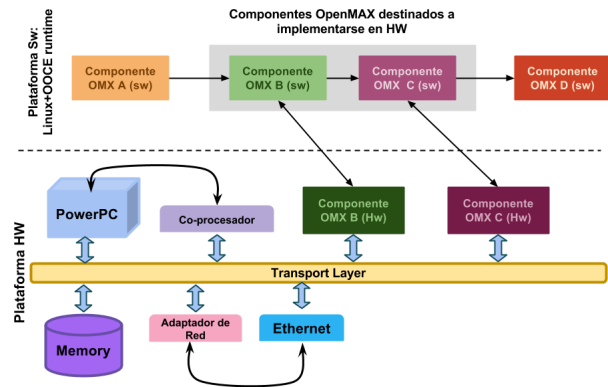 Componentes OpenMAX destinados a
implementarse en HW
Plataforma Sw:
Linux+OOCE runtime
Componente
OMX A (sw)
Componente
OMX B (sw)
Componente
OMX C (sw)
Componente
OMX D (sw)
Plataforma HW
PowerPC
Co-procesador
Componente
OMX B (Hw)
Componente
OMX C (Hw)
Transport Layer
Memory
Adaptador de
Red
Ethernet